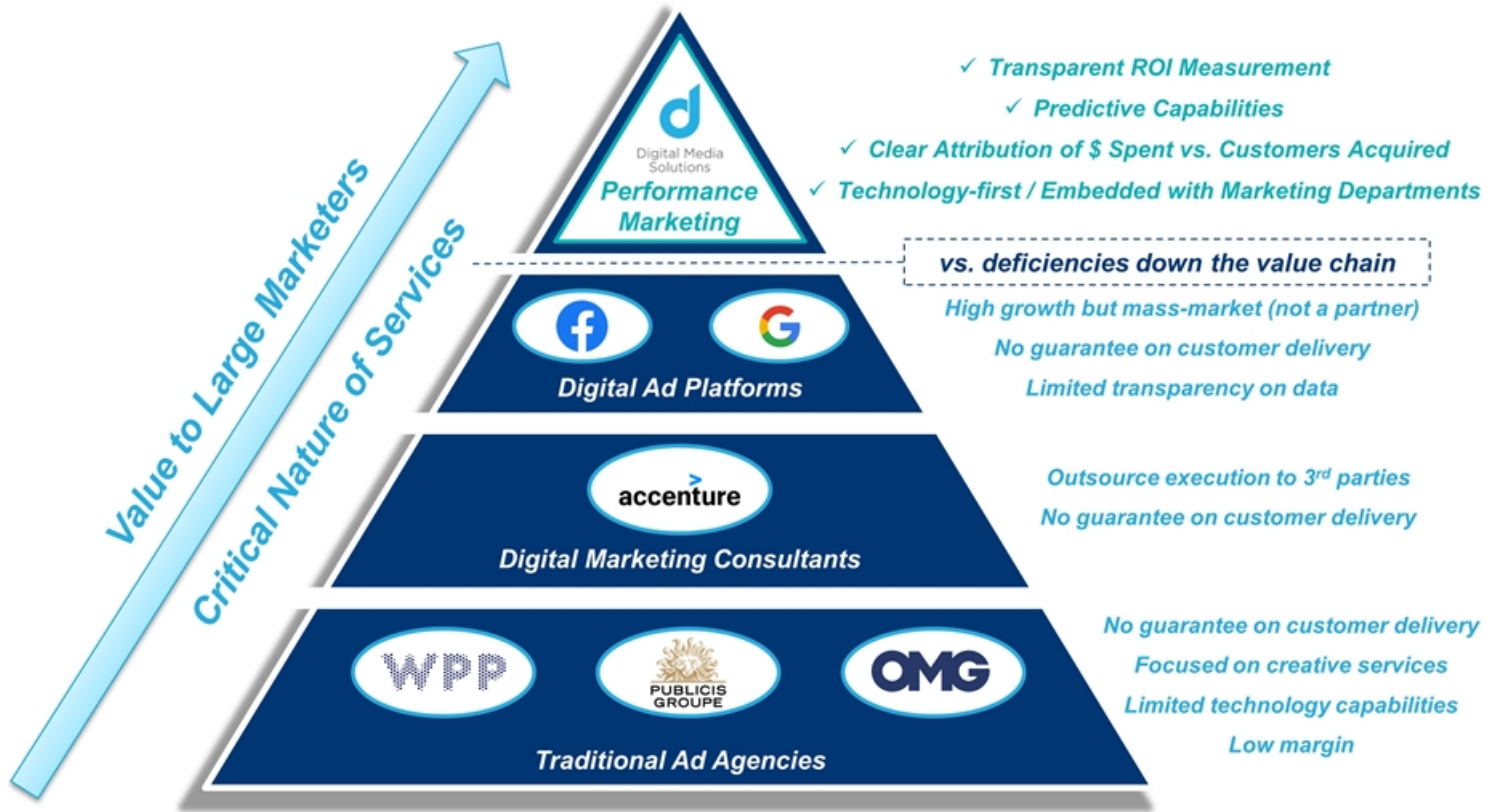 Value to Large Marketers
Critical Nature of Services
d
Digital Media
Solutions
Performance
Marketing
✓ Transparent ROI Measurement
✓ Predictive Capabilities
✓ Clear Attribution of $ Spent vs. Customers Acquired
✓ Technology-first / Embedded with Marketing Departments
vs. deficiencies down the value chain
f G
Digital Ad Platforms
High growth but mass-market (not a partner)
No guarantee on customer delivery
Limited transparency on data
accenture
Digital Marketing Consultants
Outsource execution to 3rd parties
No guarantee on customer delivery
WPP
PUBLICIS
GROUPE
OMG
Traditional Ad Agencies
No guarantee on customer delivery
Focused on creative services
Limited technology capabilities
Low margin